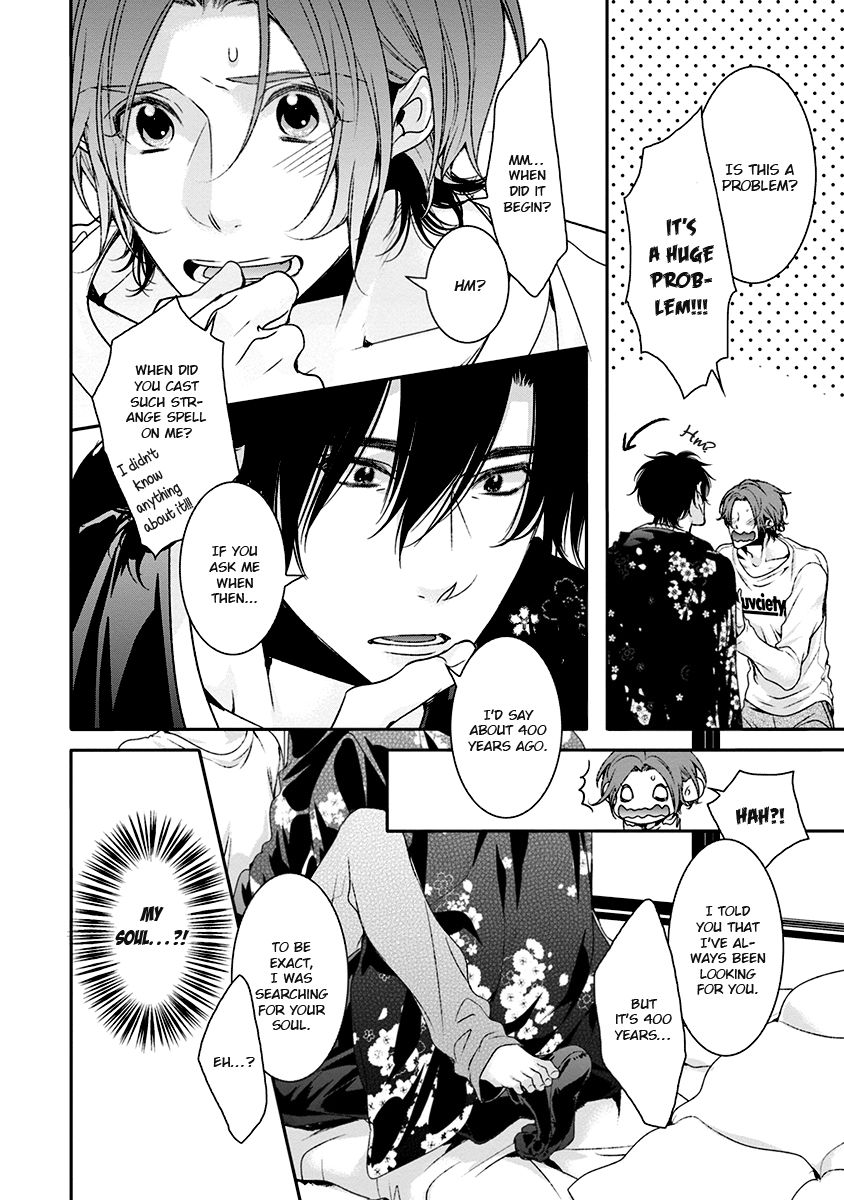 IS THIS A
PROBLEM?
IT'S
A HUGE
PROB-
LEM!!!
Hm?
uvciety
MM...
WHEN
DID IT
BEGIN?
HM?
WHEN DID
YOU CAST
SUCH STR-
ANGE SPELL
ON ME?
I didn't
know
anything
about it!!!
IF YOU
ASK ME
WHEN
THEN...
I'D SAY
ABOUT 400
YEARS AGO.
HAH?!
I TOLD
YOU THAT
I'VE AL-
WAYS BEEN
LOOKING
FOR YOU.
BUT
IT'S 400
YEARS...
TO BE
EXACT,
I WAS
SEARCHING
FOR YOUR
SOUL.
EH...?
MY
SOUL...?!